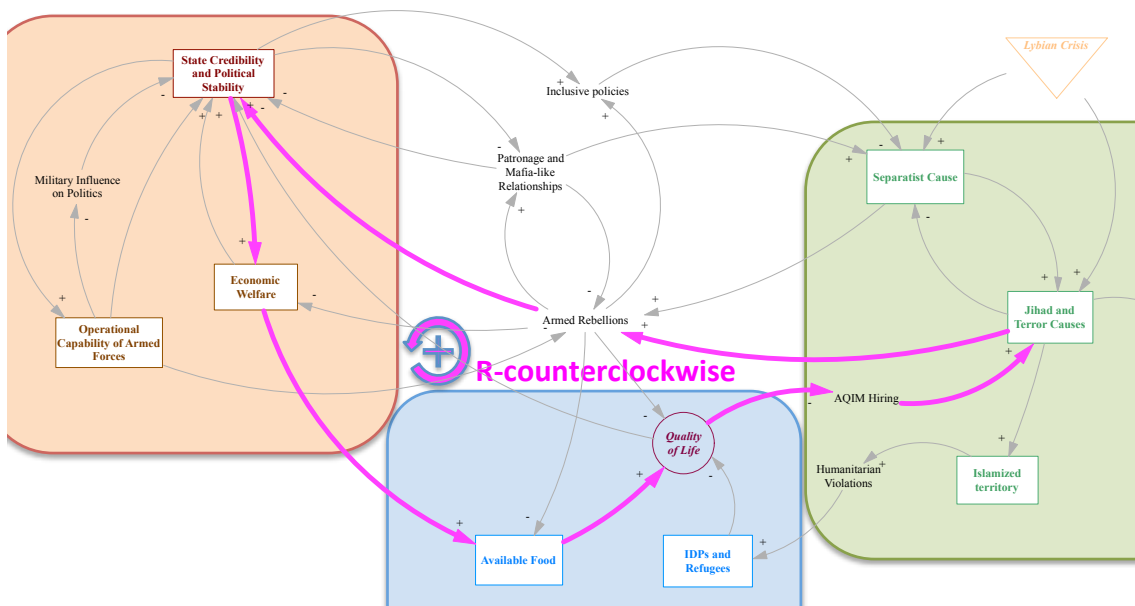 Lybian Crisis
State Credibility
and Political
Stability
Inclusive policies
Patronage and
Mafia-like
Relationships
Separatist Cause
Military Influence
on Politics
Economic
Welfare
Operational
Capability of Armed
Forces
Armed Rebellions
Jihad and
Terror Causes
R-counterclockwise
AQIM Hiring
Quality
of Life
Humanitarian
Violations
Islamized
territory
Available Food
IDPs and
Refugees